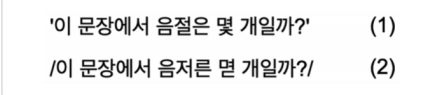 '이 문장에서 음절은 몇 개일까?' (1)
/이 문장에서 음저른 멷 개일까?/ (2)